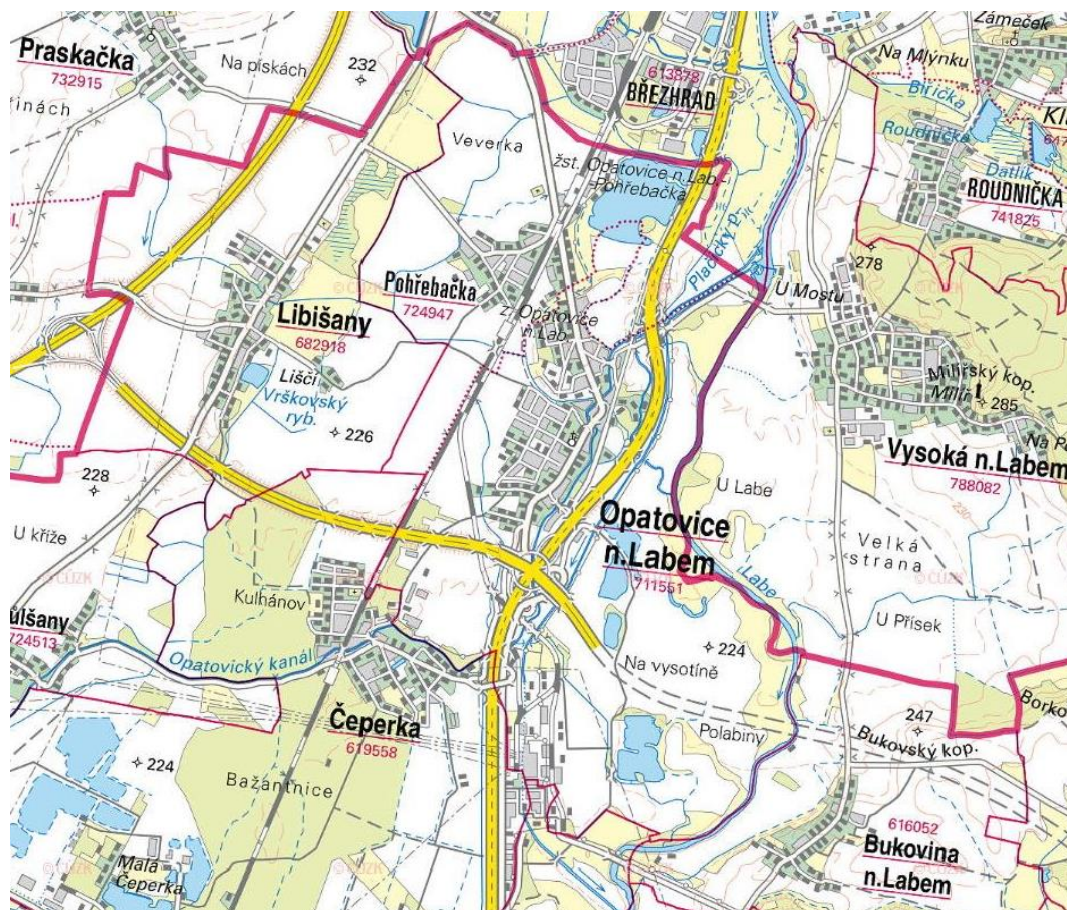 Zámeček
Praskačka
732915
Na pískách
232
Na Mlýnku
613878
BŘEZHRAD
Biřička
Roudnička
Datlík
ROUDNIČKA
741825
Veverka
žst. Opatovice n.Lab.-
Pohřebačka
Plačický p.
278
U Mostu
Pohřebačka
724947
z. Opatovice
n.Lab.
Libišany
682918
Liščí
Vrškovský
ryb.
226
Milířský kop.
Milíř
285
Vysoká n.Labem
788082
228
U kříže
U Labe
230
Opatovice
n.Labem
711551
Velká
strana
©ČÚZK
Labe
Kulhánov
724513
U Přísek
Opatovický kanál
224
Na vysotíně
Čeperka
619558
Polabiny
247
Bukovský kop.
224
Bažantnice
616052
Bukovina
n.Labem
Malá
Čeperka